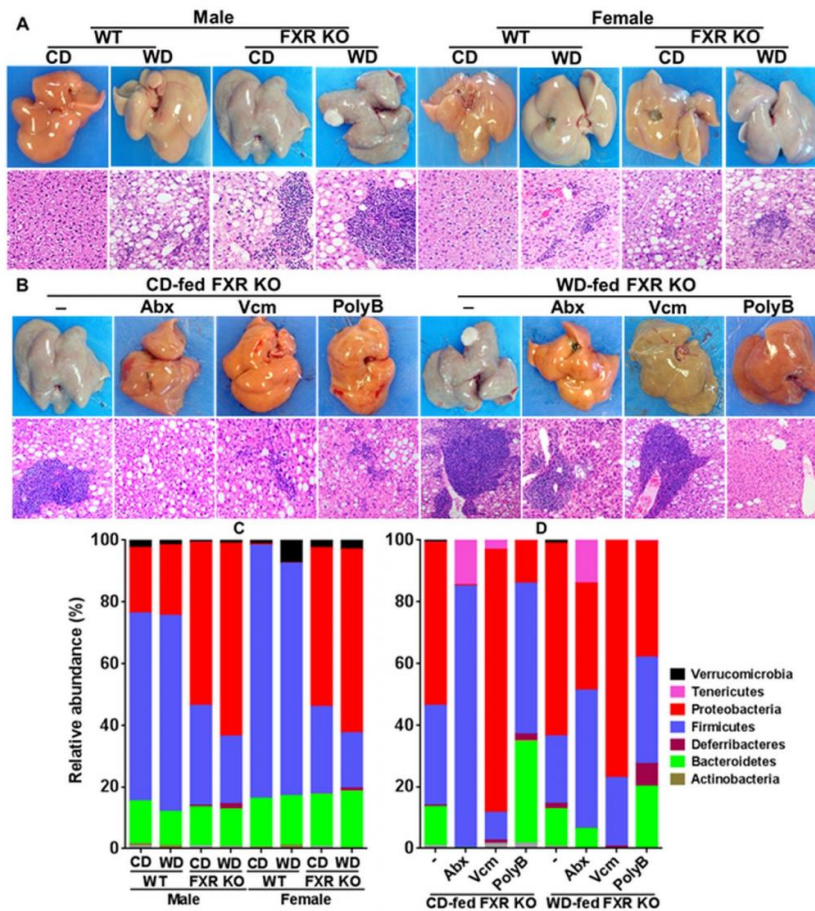 A
Male
Female
WT
FXR KO
WT
FXR KO
CD
WD
CD
WD
CD
WD
CD
WD
B
CD-fed FXR KO
WD-fed FXR KO
–
Abx
Vcm
PolyB
–
Abx
Vcm
PolyB
C
D
Relative abundance (%)
100
80
60
40
20
0
CD
WD
CD
WD
CD
WD
CD
WD
WT
FXR KO
WT
FXR KO
Male
Female
100
80
60
40
20
0
-
Abx
Vcm
PolyB
-
Abx
Vcm
PolyB
CD-fed FXR KO
WD-fed FXR KO
Verrucomicrobia
Tenericutes
Proteobacteria
Firmicutes
Deferribacteres
Bacteroidetes
Actinobacteria